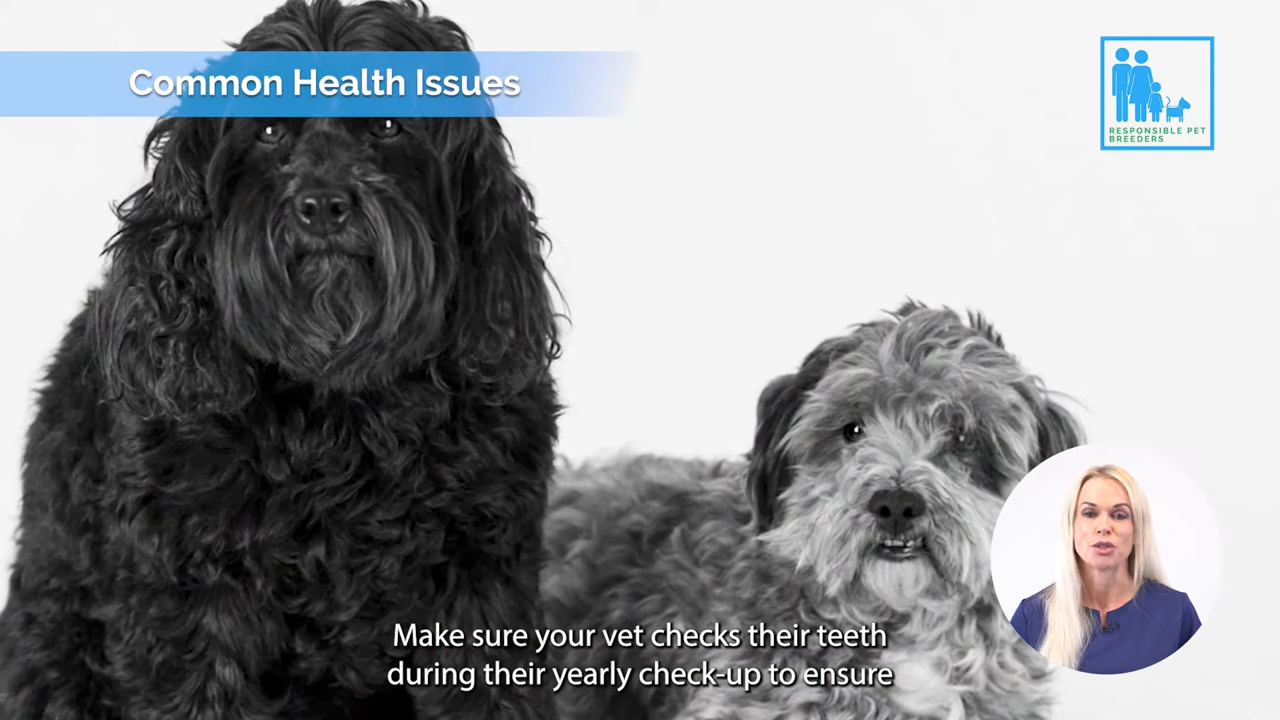 Common Health Issues
RESPONSIBLE PET
BREEDERS
Make sure your vet checks their teeth
during their yearly check-up to ensure